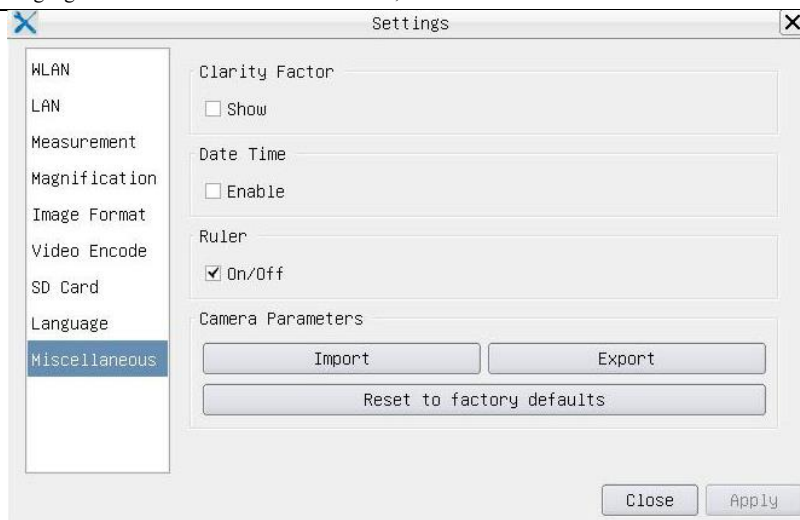 Settings
WLAN
LAN
Measurement
Magnification
Image Format
Video Encode
SD Card
Language
Miscellaneous
Clarity Factor
Show
Date Time
Enable
Ruler
On/Off
Camera Parameters
Import
Export
Reset to factory defaults
Close
Apply